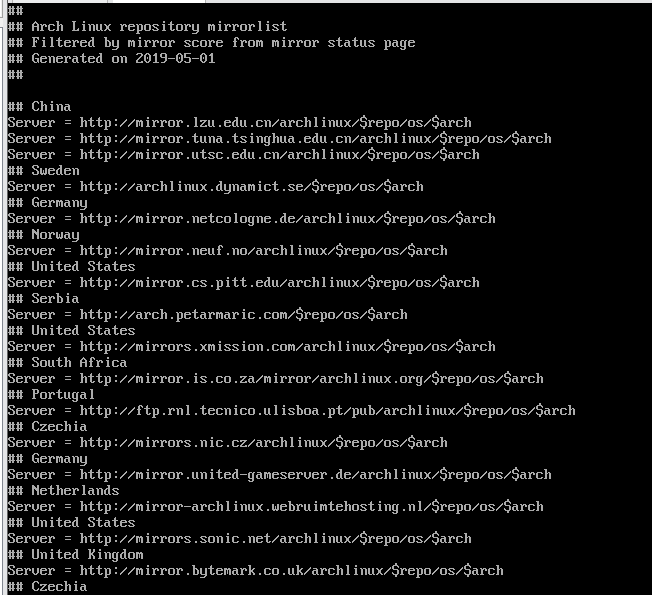 ##
## Arch Linux repository mirrorlist
## Filtered by mirror score from mirror status page
## Generated on 2019-05-01
##
## China
Server = http://mirror.lzu.edu.cn/archlinux/$repo/os/$arch
Server = http://mirror.tuna.tsinghua.edu.cn/archlinux/$repo/os/$arch
Server = http://mirror.utsc.edu.cn/archlinux/$repo/os/$arch
## Sweden
Server = http://archlinux.dynamict.se/$repo/os/$arch
## Germany
Server = http://mirror.netcologne.de/archlinux/$repo/os/$arch
## Norway
Server = http://mirror.neuf.no/archlinux/$repo/os/$arch
## United States
Server = http://mirror.cs.pitt.edu/archlinux/$repo/os/$arch
## Serbia
Server = http://arch.petarmaric.com/$repo/os/$arch
## United States
Server = http://mirrors.xmission.com/archlinux/$repo/os/$arch
## South Africa
Server = http://mirror.is.co.za/mirror/archlinux.org/$repo/os/$arch
## Portugal
Server = http://ftp.rnl.tecnico.ulisboa.pt/pub/archlinux/$repo/os/$arch
## Czechia
Server = http://mirrors.nic.cz/archlinux/$repo/os/$arch
## Germany
Server = http://mirror.united-gameserver.de/archlinux/$repo/os/$arch
## Netherlands
Server = http://mirror-archlinux.webruimtehosting.nl/$repo/os/$arch
## United States
Server = http://mirrors.sonic.net/archlinux/$repo/os/$arch
## United Kingdom
Server = http://mirror.bytemark.co.uk/archlinux/$repo/os/$arch
## Czechia